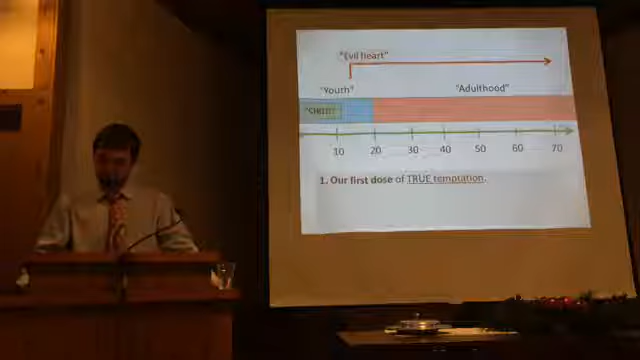 "Evil heart"
"Youth" "Adulthood"
"CHILD"
10 20 30 40 50 60 70
1. Our first dose of TRUE temptation.